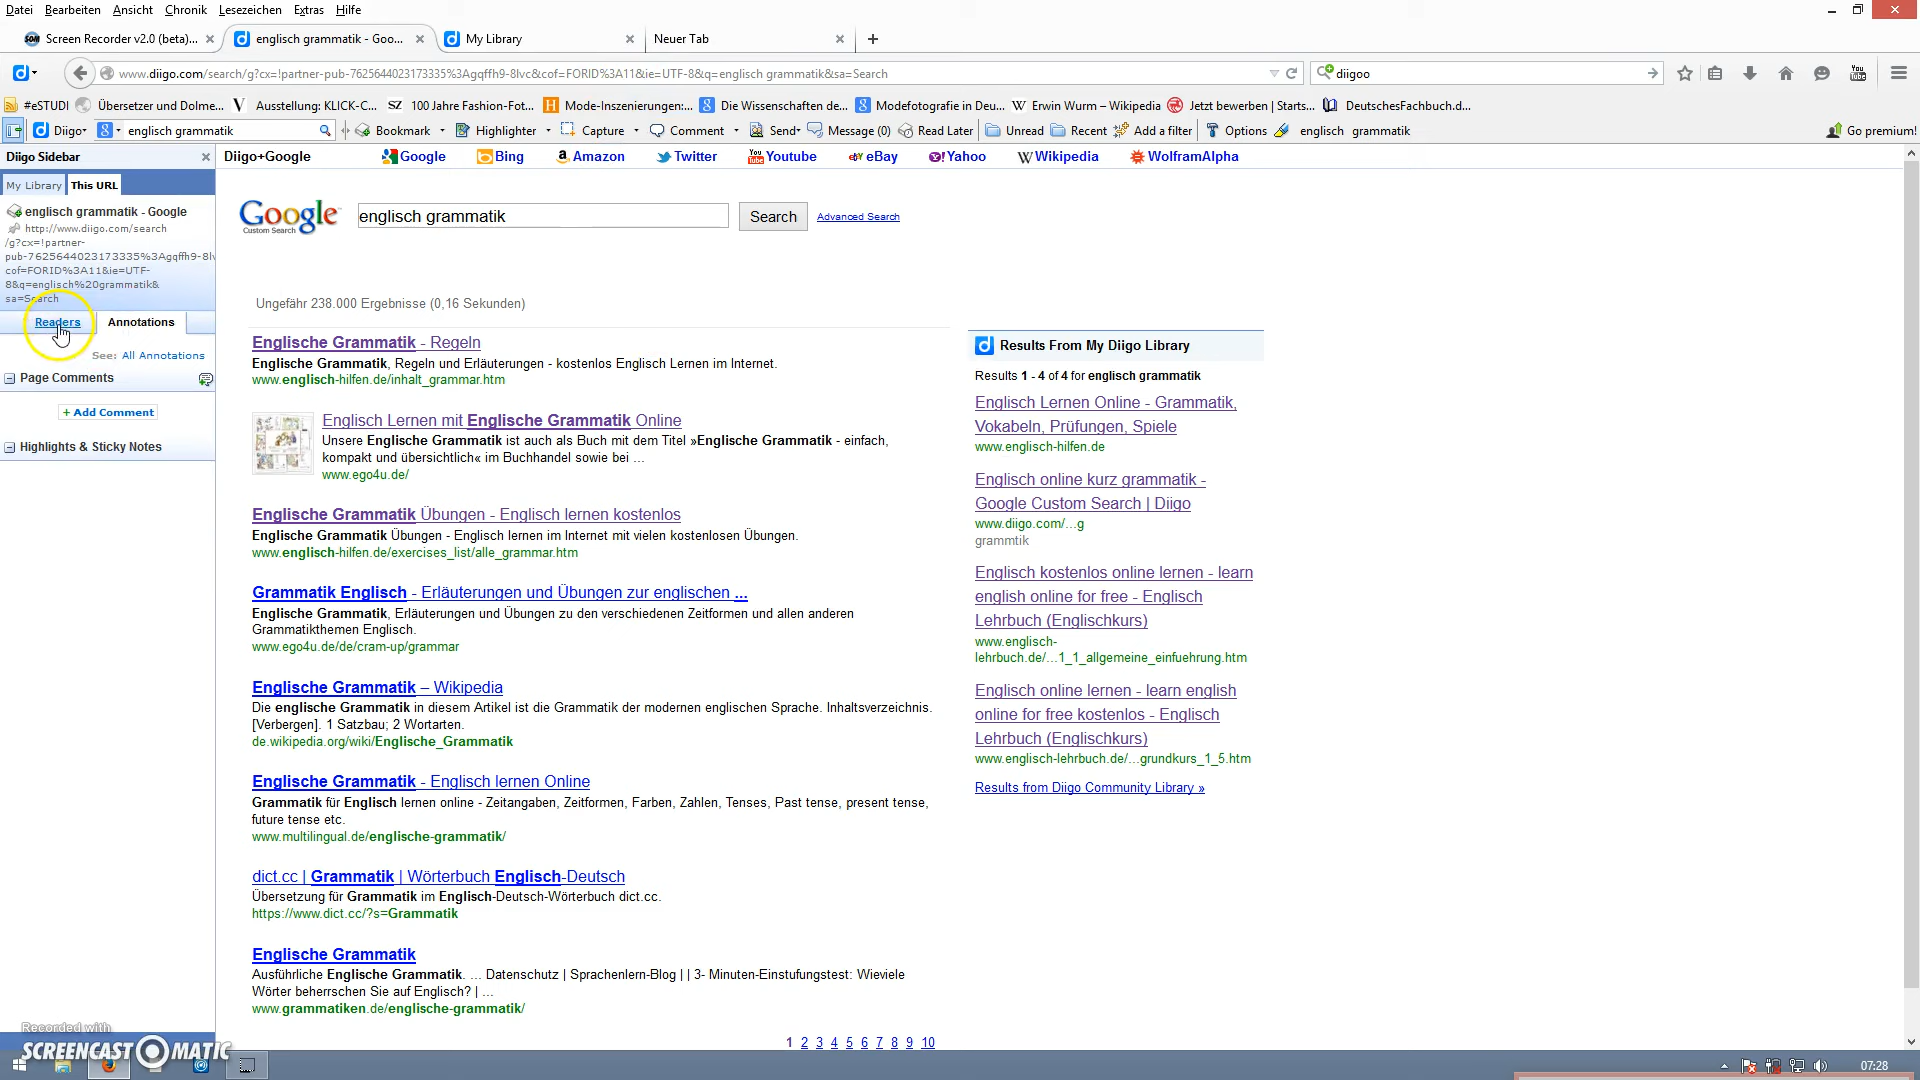 Datei Bearbeiten Ansicht Chronik Lesezeichen Extras Hilfe
Screen Recorder v2.0 (beta)... englisch grammatik - Goo... My Library Neuer Tab
www.diigo.com/search/g?cx=!partner-pub-7625644023173335%3Agqffh9-8lvc&cof=FORID%3A11&ie=UTF-8&q=englisch grammatik&sa=Search diigoo
#eSTUDI Übersetzer und Dolme... Ausstellung: KLICK-C... 100 Jahre Fashion-Fot... Mode-Inszenierungen:... Die Wissenschaften de... Modefotografie in Deu... Erwin Wurm – Wikipedia Jetzt bewerben | Starts... DeutschesFachbuch.d...
Diigo englisch grammatik Bookmark Highlighter Capture Comment Send Message (0) Read Later Unread Recent Add a filter Options englisch grammatik Go premium!
Diigo Sidebar
Diigo+Google Google Bing Amazon Twitter Youtube eBay Yahoo Wikipedia WolframAlpha
My Library This URL
englisch grammatik - Google
http://www.diigo.com/search
/g?cx=!partner-
pub-7625644023173335%3Agqffh9-8lv
cof=FORID%3A11&ie=UTF-
8&q=englisch%20grammatik&
sa=Search
Readers Annotations
See: All Annotations
Page Comments
+ Add Comment
Highlights & Sticky Notes
Google
Custom Search
englisch grammatik Search Advanced Search
Ungefähr 238.000 Ergebnisse (0,16 Sekunden)
Englische Grammatik - Regeln
Englische Grammatik, Regeln und Erläuterungen - kostenlos Englisch Lernen im Internet.
www.englisch-hilfen.de/inhalt_grammar.htm
Englisch Lernen mit Englische Grammatik Online
Unsere Englische Grammatik ist auch als Buch mit dem Titel »Englische Grammatik - einfach,
kompakt und übersichtlich« im Buchhandel sowie bei ...
www.ego4u.de/
Englische Grammatik Übungen - Englisch lernen kostenlos
Englische Grammatik Übungen - Englisch lernen im Internet mit vielen kostenlosen Übungen.
www.englisch-hilfen.de/exercises_list/alle_grammar.htm
Grammatik Englisch - Erläuterungen und Übungen zur englischen ...
Englische Grammatik, Erläuterungen und Übungen zu den verschiedenen Zeitformen und allen anderen
Grammatikthemen Englisch.
www.ego4u.de/de/cram-up/grammar
Englische Grammatik – Wikipedia
Die englische Grammatik in diesem Artikel ist die Grammatik der modernen englischen Sprache. Inhaltsverzeichnis.
[Verbergen]. 1 Satzbau; 2 Wortarten.
de.wikipedia.org/wiki/Englische_Grammatik
Englische Grammatik - Englisch lernen Online
Grammatik für Englisch lernen online - Zeitangaben, Zeitformen, Farben, Zahlen, Tenses, Past tense, present tense,
future tense etc.
www.multilingual.de/englische-grammatik/
dict.cc | Grammatik | Wörterbuch Englisch-Deutsch
Übersetzung für Grammatik im Englisch-Deutsch-Wörterbuch dict.cc.
https://www.dict.cc/?s=Grammatik
Englische Grammatik
Ausführliche Englische Grammatik. ... Datenschutz | Sprachenlern-Blog | | 3- Minuten-Einstufungstest: Wieviele
Wörter beherrschen Sie auf Englisch? | ...
www.grammatiken.de/englische-grammatik/
1 2 3 4 5 6 7 8 9 10
Results From My Diigo Library
Results 1 - 4 of 4 for englisch grammatik
Englisch Lernen Online - Grammatik,
Vokabeln, Prüfungen, Spiele
www.englisch-hilfen.de
Englisch online kurz grammatik -
Google Custom Search | Diigo
www.diigo.com/...g
grammtik
Englisch kostenlos online lernen - learn
english online for free - Englisch
Lehrbuch (Englischkurs)
www.englisch-
lehrbuch.de/...1_1_allgemeine_einfuehrung.htm
Englisch online lernen - learn english
online for free kostenlos - Englisch
Lehrbuch (Englischkurs)
www.englisch-lehrbuch.de/...grundkurs_1_5.htm
Results from Diigo Community Library »
Recorded with
SCREENCAST MATIC
07:28